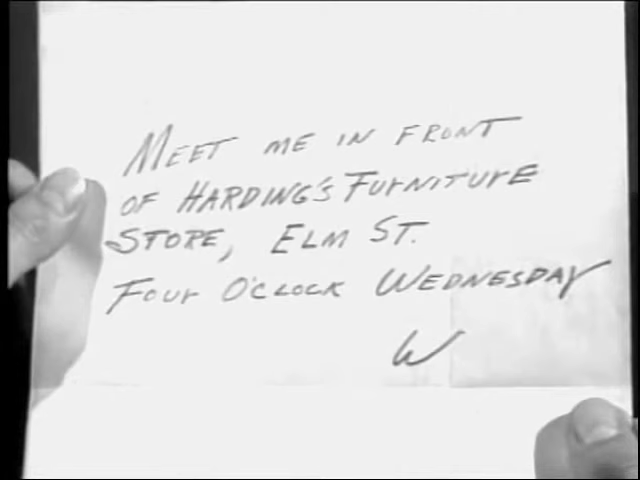 Meet me in front
of Harding's Furniture
Store, Elm St.
Four O'Clock Wednesday
W